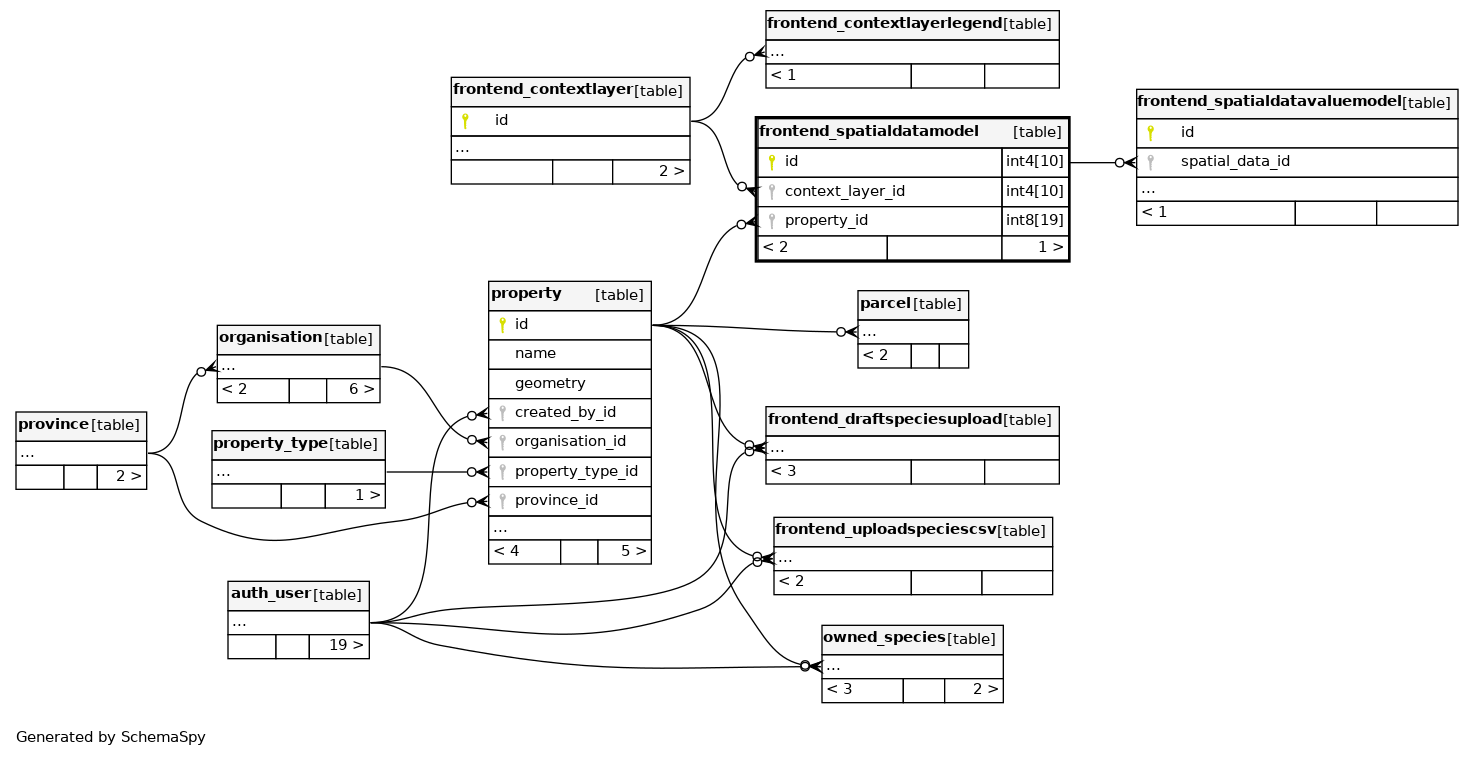 frontend_contextlayerlegend [table]
...
< 1
frontend_contextlayer [table]
id
...
2 >
frontend_spatialdatamodel [table]
id int4[10]
context_layer_id int4[10]
property_id int8[19]
< 2 1 >
frontend_spatialdatavaluemodel [table]
id
spatial_data_id
...
< 1
property [table]
id
name
geometry
created_by_id
organisation_id
property_type_id
province_id
...
< 4 5 >
parcel [table]
...
< 2
organisation [table]
...
< 2 6 >
province [table]
...
2 >
property_type [table]
...
1 >
frontend_draftspeciesupload [table]
...
< 3
frontend_uploadspeciescsv [table]
...
< 2
auth_user [table]
...
19 >
owned_species [table]
...
< 3 2 >
Generated by SchemaSpy